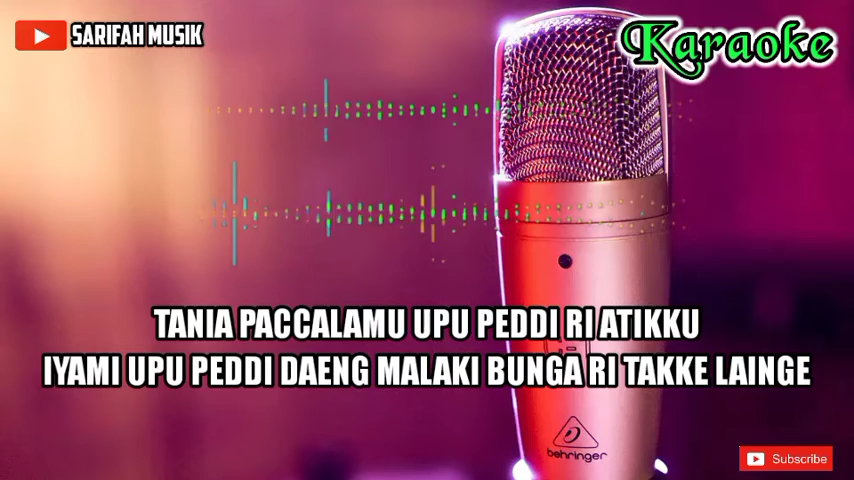 SARIFAH MUSIK
Karaoke
TANIA PACCALAMU UPU PEDDI RI ATIKKU
IYAMI UPU PEDDI DAENG MALAKI BUNGA RI TAKKE LAINGE
behringer
Subscribe